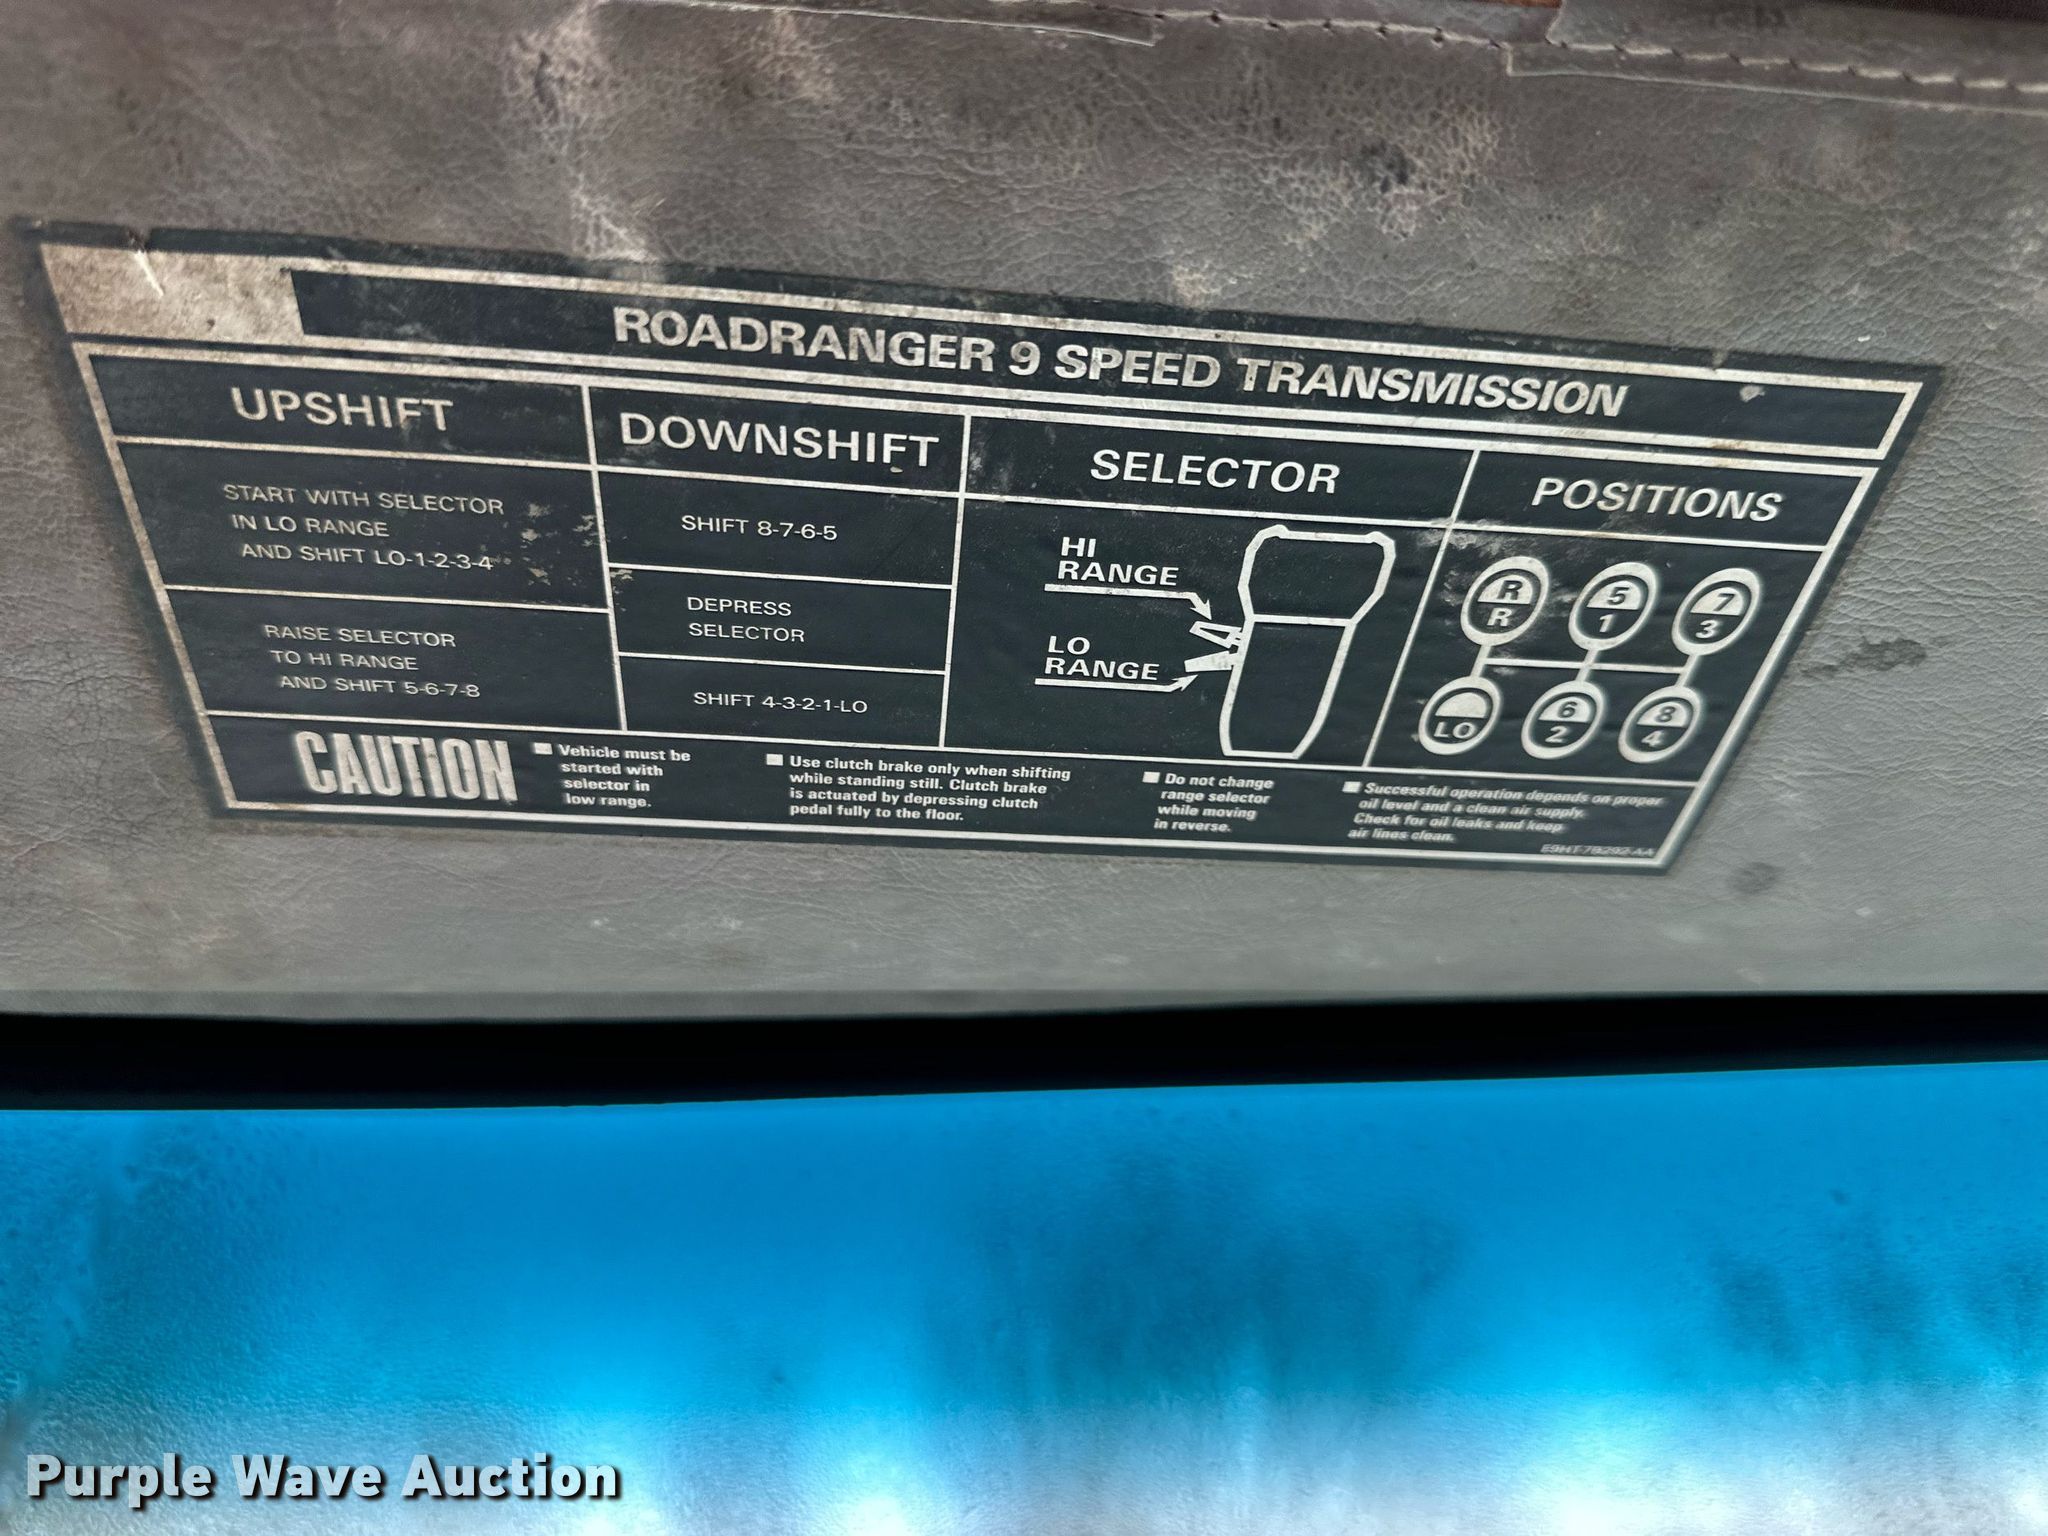 ROADRANGER 9 SPEED TRANSMISSION
UPSHIFT
START WITH SELECTOR
IN LO RANGE
AND SHIFT LO-1-2-3-4
RAISE SELECTOR
TO HI RANGE
AND SHIFT 5-6-7-8
DOWNSHIFT
SHIFT 8-7-6-5
DEPRESS
SELECTOR
SHIFT 4-3-2-1-LO
SELECTOR
HI
RANGE
LO
RANGE
POSITIONS
R 5 7
R 1 3
6 8
LO 2 4
CAUTION
Vehicle must be
started with
selector in
low range.
Use clutch brake only when shifting
while standing still. Clutch brake
is actuated by depressing clutch
pedal fully to the floor.
Do not change
range selector
while moving
in reverse.
Successful operation depends on proper
oil level and a clean air supply.
Check for oil leaks and keep
air lines clean.
E9HT-7B292-AA
Purple Wave Auction